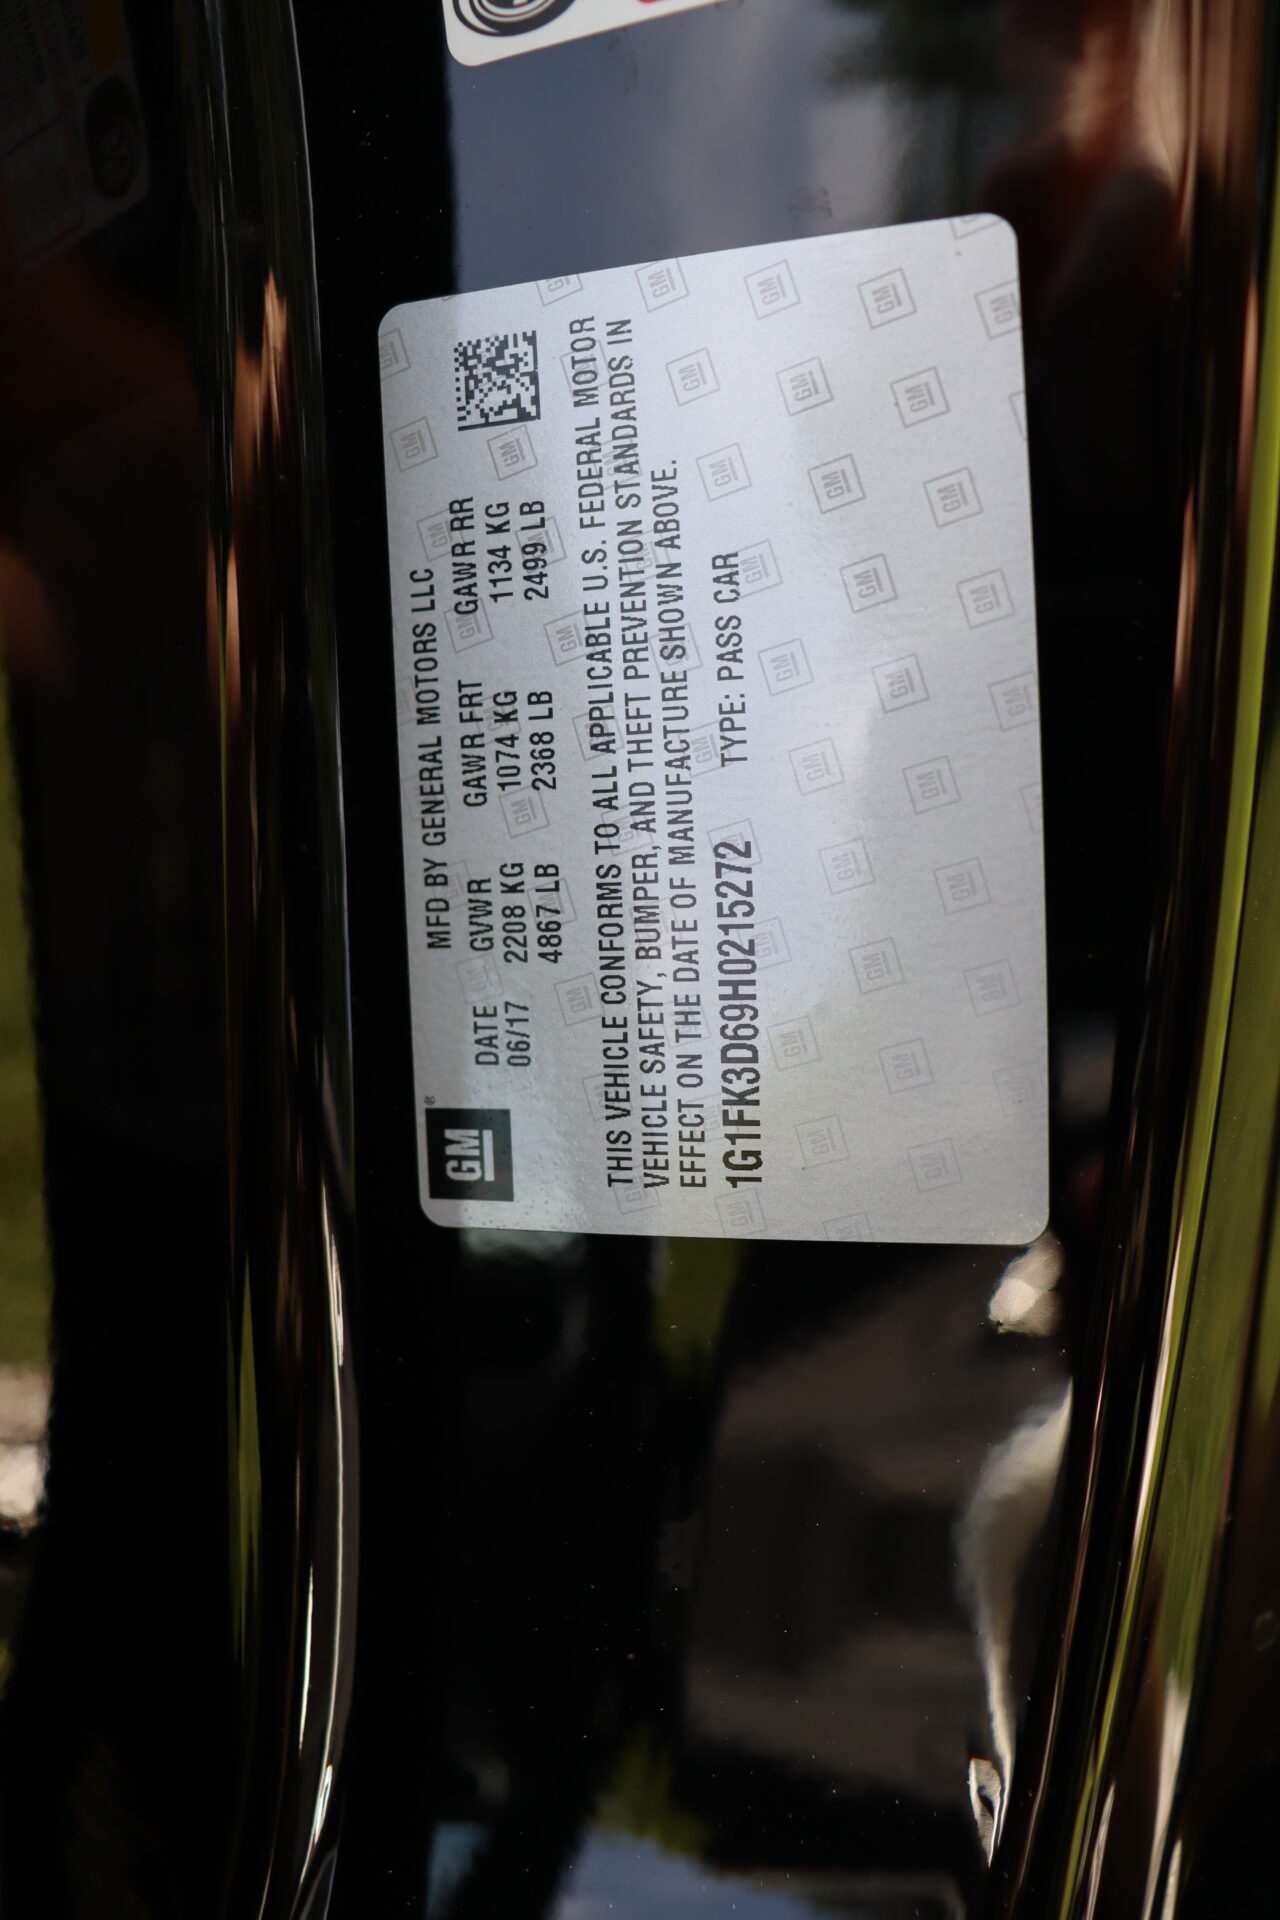 GM®
MFD BY GENERAL MOTORS LLC
DATE GVWR GAWR FRT GAWR RR
06/17 2208 KG 1074 KG 1134 KG
4867 LB 2368 LB 2499 LB
THIS VEHICLE CONFORMS TO ALL APPLICABLE U.S. FEDERAL MOTOR
VEHICLE SAFETY, BUMPER, AND THEFT PREVENTION STANDARDS IN
EFFECT ON THE DATE OF MANUFACTURE SHOWN ABOVE.
1G1FK3D69H0215272 TYPE: PASS CAR